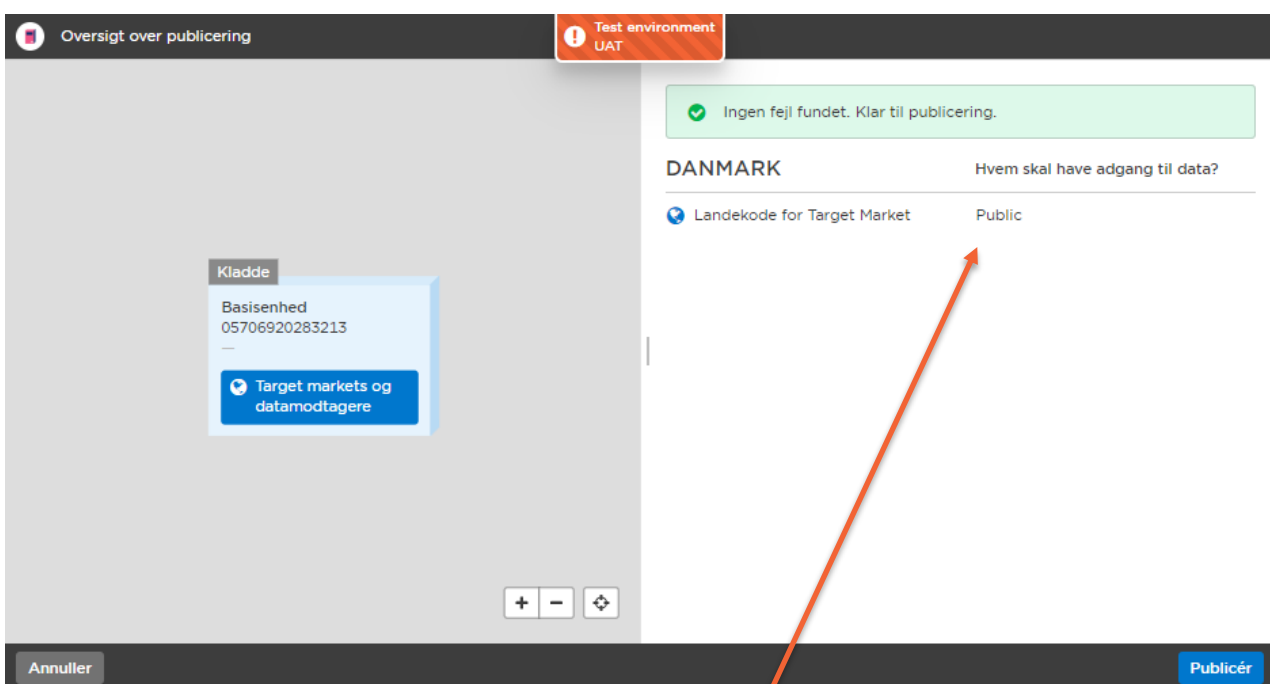 Oversigt over publicering
Test environment
UAT
Ingen fejl fundet. Klar til publicering.
DANMARK
Hvem skal have adgang til data?
Landekode for Target Market
Public
Kladde
Basisenhed
05706920283213
—
Target markets og
datamodtagere
Annuller
Publicér